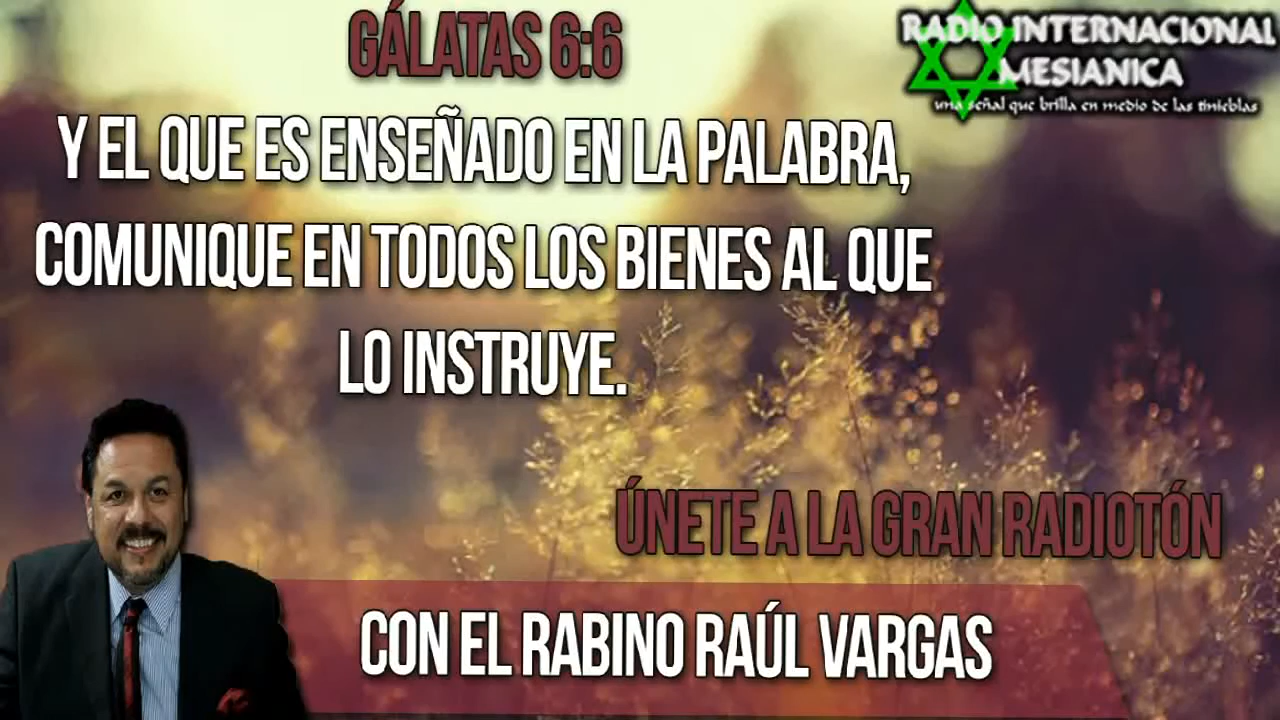 GÁLATAS 6:6
RADIO INTERNACIONAL
MESIANICA
una señal que brilla en medio de las tinieblas
Y EL QUE ES ENSEÑADO EN LA PALABRA,
COMUNIQUE EN TODOS LOS BIENES AL QUE
LO INSTRUYE.
ÚNETE A LA GRAN RADIOTÓN
CON EL RABINO RAÚL VARGAS